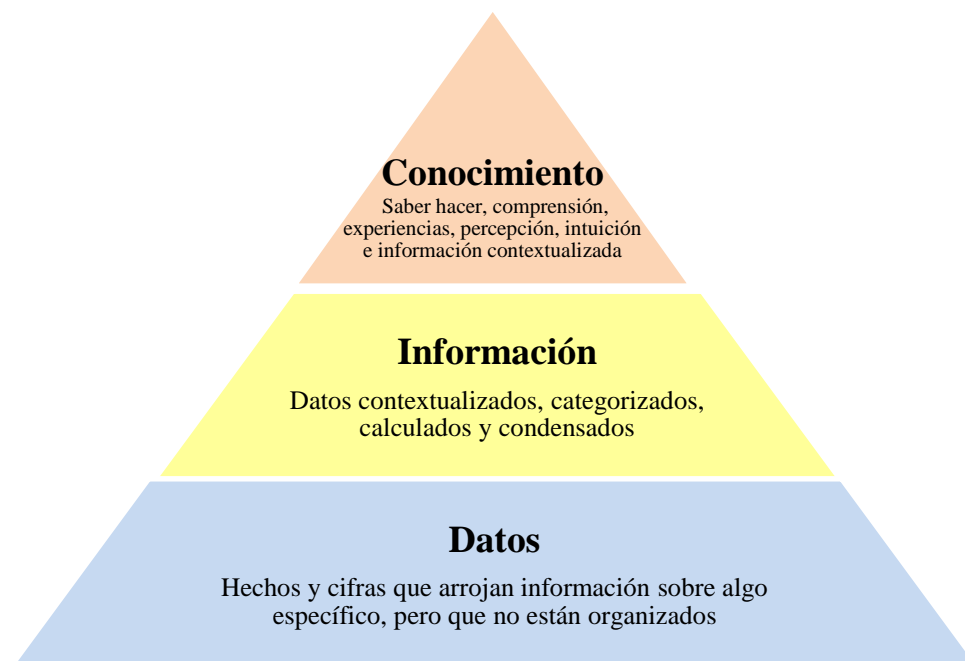 Conocimiento
Saber hacer, comprensión,
experiencias, percepción, intuición
e información contextualizada
Información
Datos contextualizados, categorizados,
calculados y condensados
Datos
Hechos y cifras que arrojan información sobre algo
específico, pero que no están organizados